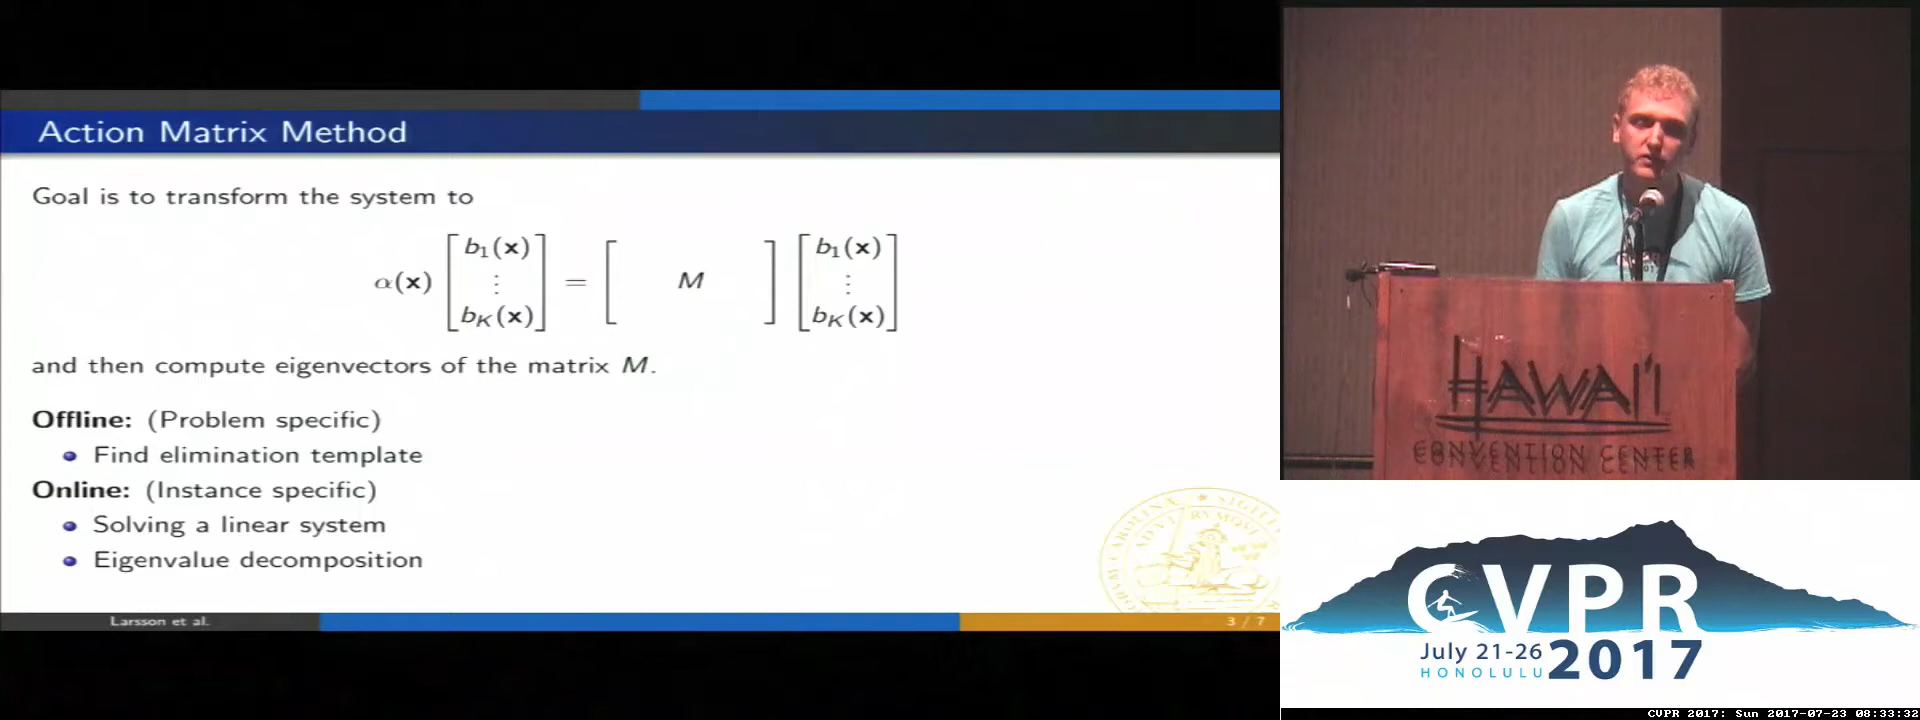 Action Matrix Method
Goal is to transform the system to
α(x) [b₁(x) ⋮ b_K(x)] = [ M ] [b₁(x) ⋮ b_K(x)]
and then compute eigenvectors of the matrix M.
Offline: (Problem specific)
Find elimination template
Online: (Instance specific)
Solving a linear system
Eigenvalue decomposition
Larsson et al.
3 / 7
HAWAI'I
CONVENTION CENTER
CVPR
July 21-26
HONOLULU
2017
CVPR 2017: Sun 2017-07-23 08:33:32